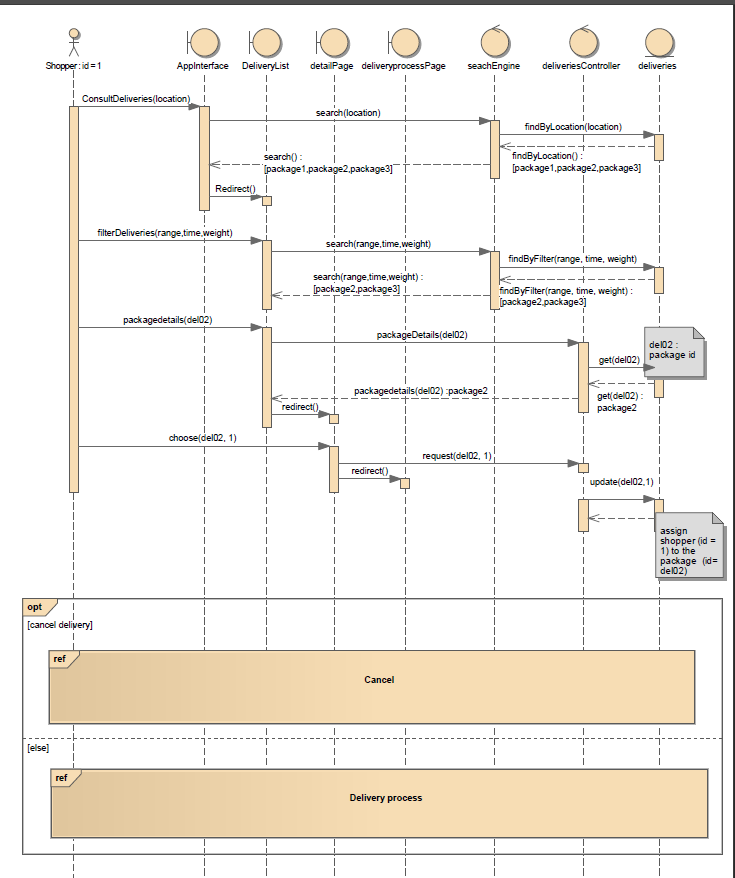 Shopper: id=1
AppInterface
DeliveryList
detailPage
deliveryprocessPage
seachEngine
deliveriesController
deliveries
ConsultDeliveries(location)
search(location)
findByLocation(location)
search() :
[package1,package2,package3]
findByLocation() :
[package1,package2,package3]
Redirect()
filterDeliveries(range,time,weight)
search(range,time,weight)
findByFilter(range, time, weight)
search(range,time,weight) :
[package2,package3]
findByFilter(range, time, weight) :
[package2,package3]
packagedetails(del02)
packageDetails(del02)
del02 :
package id
get(del02)
packagedetails(del02) :package2
get(del02) :
package2
redirect()
choose(del02, 1)
request(del02, 1)
redirect()
update(del02,1)
assign
shopper (id =
1) to the
package (id=
del02)
opt
[cancel delivery]
ref
Cancel
[else]
ref
Delivery process